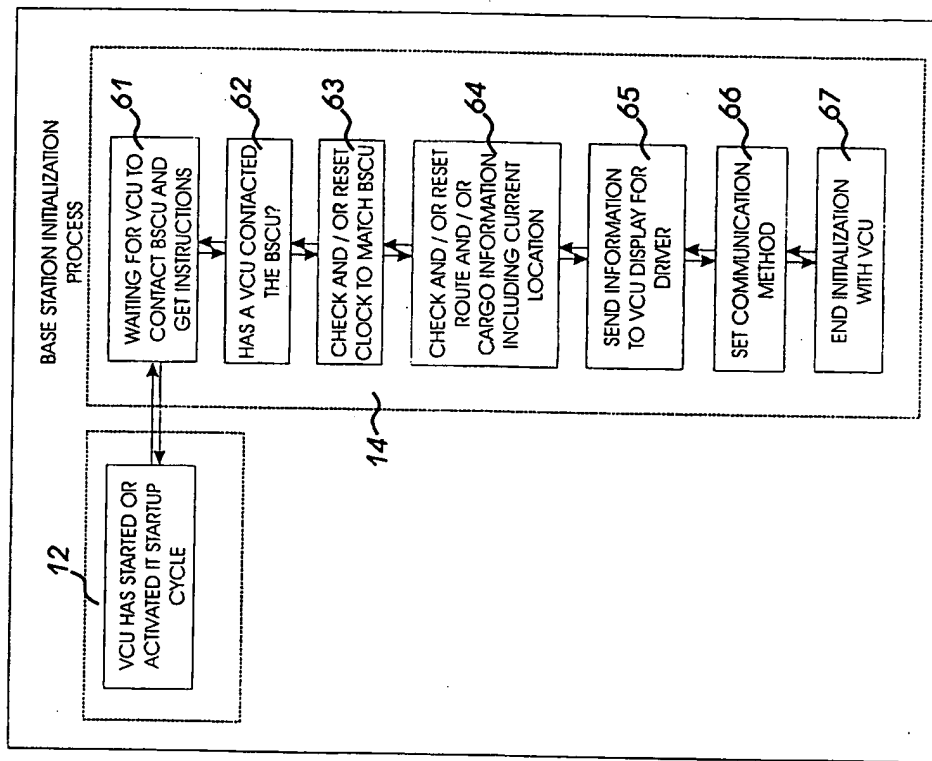 BASE STATION INITIALIZATION
PROCESS
12
VCU HAS STARTED OR
ACTIVATED IT STARTUP
CYCLE
14
61
WAITING FOR VCU TO
CONTACT BSCU AND
GET INSTRUCTIONS
62
HAS A VCU CONTACTED
THE BSCU?
63
CHECK AND / OR RESET
CLOCK TO MATCH BSCU
64
CHECK AND / OR RESET
ROUTE AND / OR
CARGO INFORMATION
INCLUDING CURRENT
LOCATION
65
SEND INFORMATION
TO VCU DISPLAY FOR
DRIVER
66
SET COMMUNICATION
METHOD
67
END INITIALIZATION
WITH VCU